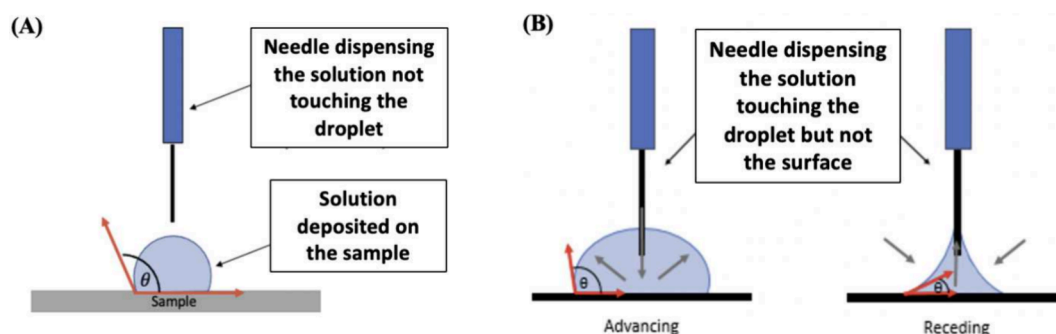 (A)
Needle dispensing
the solution not
touching the
droplet
Solution
deposited on
the sample
θ
Sample
(B)
Needle dispensing
the solution
touching the
droplet but not
the surface
θ
θ
Advancing
Receding